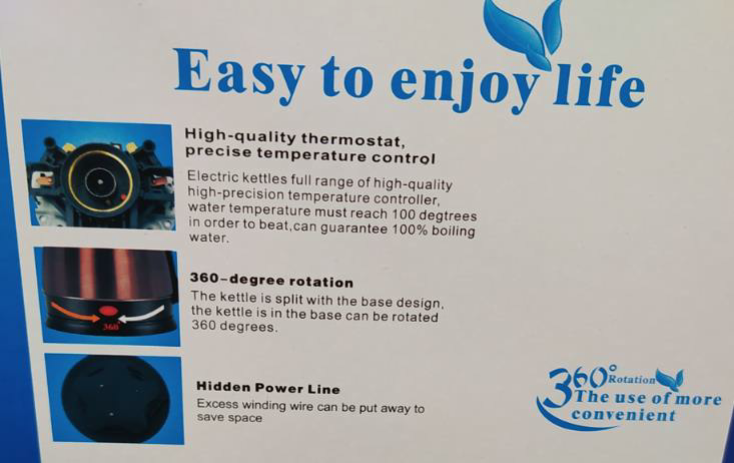 Easy to enjoy life
High-quality thermostat,
precise temperature control
Electric kettles full range of high-quality
high-precision temperature controller,
water temperature must reach 100 degtrees
in order to beat,can guarantee 100% boiling
water.
360-degree rotation
The kettle is split with the base design,
the kettle is in the base can be rotated
360 degrees.
360
Hidden Power Line
Excess winding wire can be put away to
save space
360° Rotation
The use of more
convenient